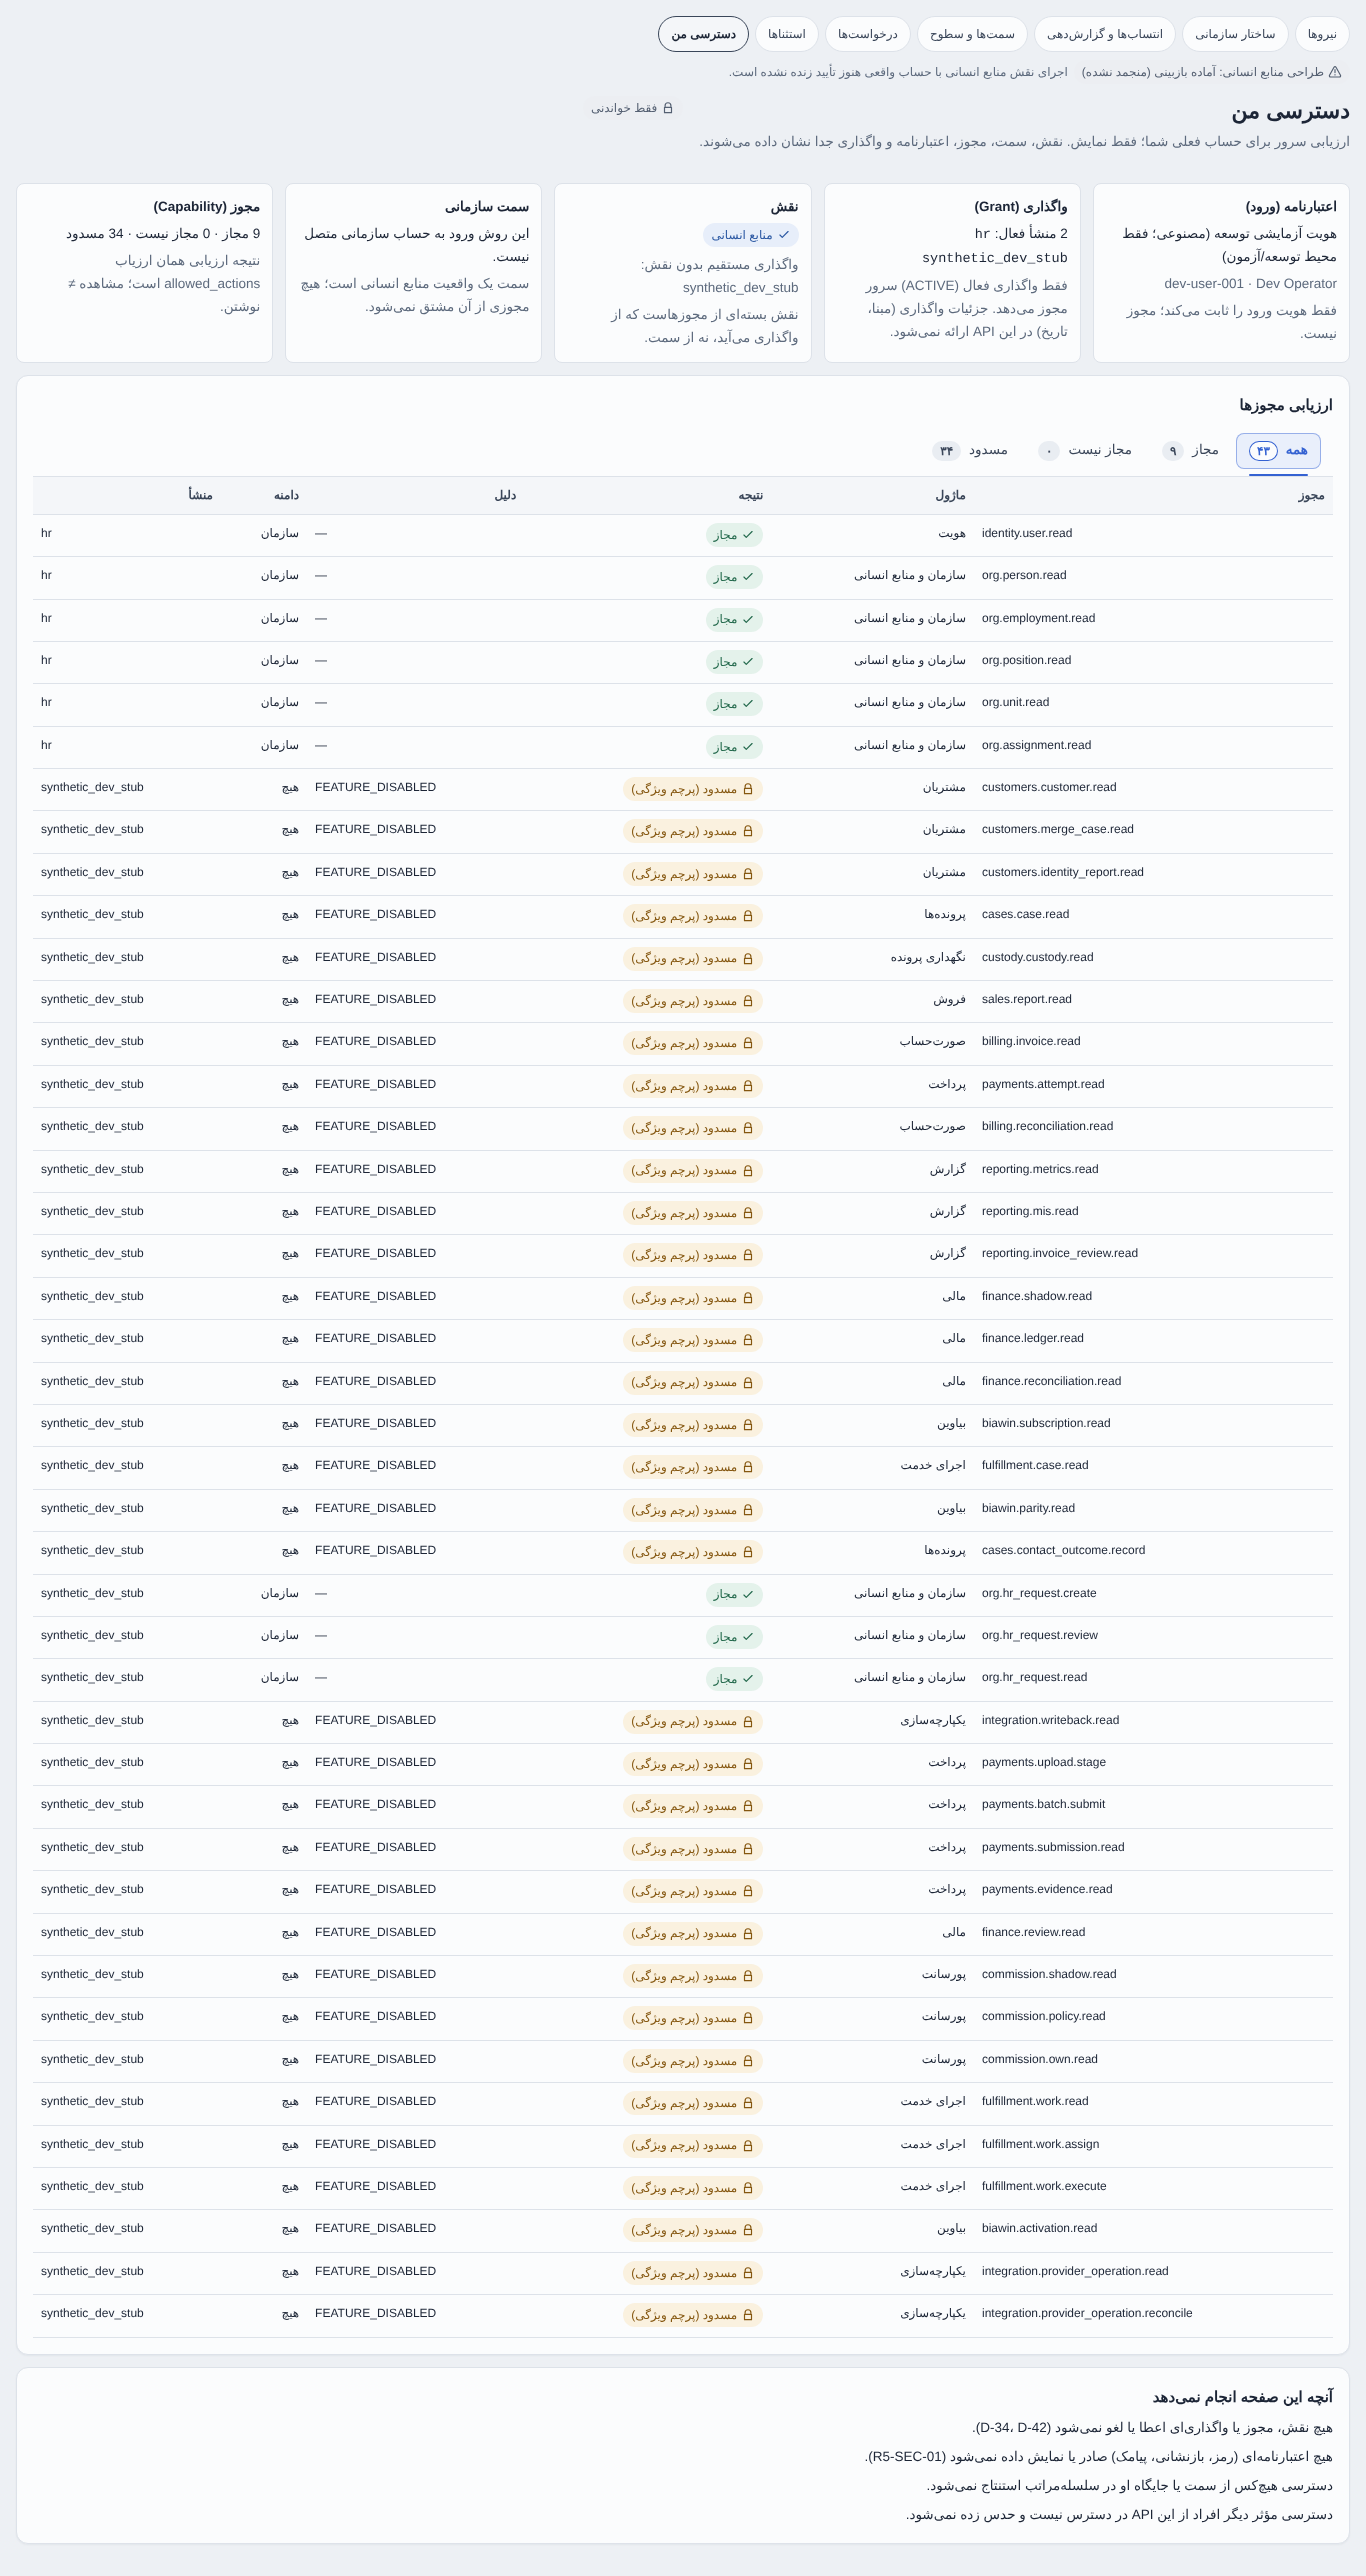 نیروها
ساختار سازمانی
انتساب‌ها و گزارش‌دهی
سمت‌ها و سطوح
درخواست‌ها
استثناها
دسترسی من
طراحی منابع انسانی: آماده بازبینی (منجمد نشده) اجرای نقش منابع انسانی با حساب واقعی هنوز تأیید زنده نشده است.
دسترسی من
فقط خواندنی
ارزیابی سرور برای حساب فعلی شما؛ فقط نمایش. نقش، سمت، مجوز، اعتبارنامه و واگذاری جدا نشان داده می‌شوند.
اعتبارنامه (ورود)
هویت آزمایشی توسعه (مصنوعی؛ فقط
محیط توسعه/آزمون)
dev-user-001 · Dev Operator
فقط هویت ورود را ثابت می‌کند؛ مجوز
نیست.
واگذاری (Grant)
2 منشأ فعال: hr
synthetic_dev_stub
فقط واگذاری فعال (ACTIVE) سرور
مجوز می‌دهد. جزئیات واگذاری (مبنا،
تاریخ) در این API ارائه نمی‌شود.
نقش
منابع انسانی
واگذاری مستقیم بدون نقش:
synthetic_dev_stub
نقش بسته‌ای از مجوزهاست که از
واگذاری می‌آید، نه از سمت.
سمت سازمانی
این روش ورود به حساب سازمانی متصل
نیست.
سمت یک واقعیت منابع انسانی است؛ هیچ
مجوزی از آن مشتق نمی‌شود.
مجوز (Capability)
9 مجاز · 0 مجاز نیست · 34 مسدود
نتیجه ارزیابی همان ارزیاب
allowed_actions است؛ مشاهده ≠
نوشتن.
ارزیابی مجوزها
همه ۴۳
مجاز ۹
مجاز نیست ۰
مسدود ۳۴
مجوز ماژول نتیجه دلیل دامنه منشأ
identity.user.read هویت مجاز — سازمان hr
org.person.read سازمان و منابع انسانی مجاز — سازمان hr
org.employment.read سازمان و منابع انسانی مجاز — سازمان hr
org.position.read سازمان و منابع انسانی مجاز — سازمان hr
org.unit.read سازمان و منابع انسانی مجاز — سازمان hr
org.assignment.read سازمان و منابع انسانی مجاز — سازمان hr
customers.customer.read مشتریان مسدود (پرچم ویژگی) FEATURE_DISABLED هیچ synthetic_dev_stub
customers.merge_case.read مشتریان مسدود (پرچم ویژگی) FEATURE_DISABLED هیچ synthetic_dev_stub
customers.identity_report.read مشتریان مسدود (پرچم ویژگی) FEATURE_DISABLED هیچ synthetic_dev_stub
cases.case.read پرونده‌ها مسدود (پرچم ویژگی) FEATURE_DISABLED هیچ synthetic_dev_stub
custody.custody.read نگهداری پرونده مسدود (پرچم ویژگی) FEATURE_DISABLED هیچ synthetic_dev_stub
sales.report.read فروش مسدود (پرچم ویژگی) FEATURE_DISABLED هیچ synthetic_dev_stub
billing.invoice.read صورت‌حساب مسدود (پرچم ویژگی) FEATURE_DISABLED هیچ synthetic_dev_stub
payments.attempt.read پرداخت مسدود (پرچم ویژگی) FEATURE_DISABLED هیچ synthetic_dev_stub
billing.reconciliation.read صورت‌حساب مسدود (پرچم ویژگی) FEATURE_DISABLED هیچ synthetic_dev_stub
reporting.metrics.read گزارش مسدود (پرچم ویژگی) FEATURE_DISABLED هیچ synthetic_dev_stub
reporting.mis.read گزارش مسدود (پرچم ویژگی) FEATURE_DISABLED هیچ synthetic_dev_stub
reporting.invoice_review.read گزارش مسدود (پرچم ویژگی) FEATURE_DISABLED هیچ synthetic_dev_stub
finance.shadow.read مالی مسدود (پرچم ویژگی) FEATURE_DISABLED هیچ synthetic_dev_stub
finance.ledger.read مالی مسدود (پرچم ویژگی) FEATURE_DISABLED هیچ synthetic_dev_stub
finance.reconciliation.read مالی مسدود (پرچم ویژگی) FEATURE_DISABLED هیچ synthetic_dev_stub
biawin.subscription.read بیاوین مسدود (پرچم ویژگی) FEATURE_DISABLED هیچ synthetic_dev_stub
fulfillment.case.read اجرای خدمت مسدود (پرچم ویژگی) FEATURE_DISABLED هیچ synthetic_dev_stub
biawin.parity.read بیاوین مسدود (پرچم ویژگی) FEATURE_DISABLED هیچ synthetic_dev_stub
cases.contact_outcome.record پرونده‌ها مسدود (پرچم ویژگی) FEATURE_DISABLED هیچ synthetic_dev_stub
org.hr_request.create سازمان و منابع انسانی مجاز — سازمان synthetic_dev_stub
org.hr_request.review سازمان و منابع انسانی مجاز — سازمان synthetic_dev_stub
org.hr_request.read سازمان و منابع انسانی مجاز — سازمان synthetic_dev_stub
integration.writeback.read یکپارچه‌سازی مسدود (پرچم ویژگی) FEATURE_DISABLED هیچ synthetic_dev_stub
payments.upload.stage پرداخت مسدود (پرچم ویژگی) FEATURE_DISABLED هیچ synthetic_dev_stub
payments.batch.submit پرداخت مسدود (پرچم ویژگی) FEATURE_DISABLED هیچ synthetic_dev_stub
payments.submission.read پرداخت مسدود (پرچم ویژگی) FEATURE_DISABLED هیچ synthetic_dev_stub
payments.evidence.read پرداخت مسدود (پرچم ویژگی) FEATURE_DISABLED هیچ synthetic_dev_stub
finance.review.read مالی مسدود (پرچم ویژگی) FEATURE_DISABLED هیچ synthetic_dev_stub
commission.shadow.read پورسانت مسدود (پرچم ویژگی) FEATURE_DISABLED هیچ synthetic_dev_stub
commission.policy.read پورسانت مسدود (پرچم ویژگی) FEATURE_DISABLED هیچ synthetic_dev_stub
commission.own.read پورسانت مسدود (پرچم ویژگی) FEATURE_DISABLED هیچ synthetic_dev_stub
fulfillment.work.read اجرای خدمت مسدود (پرچم ویژگی) FEATURE_DISABLED هیچ synthetic_dev_stub
fulfillment.work.assign اجرای خدمت مسدود (پرچم ویژگی) FEATURE_DISABLED هیچ synthetic_dev_stub
fulfillment.work.execute اجرای خدمت مسدود (پرچم ویژگی) FEATURE_DISABLED هیچ synthetic_dev_stub
biawin.activation.read بیاوین مسدود (پرچم ویژگی) FEATURE_DISABLED هیچ synthetic_dev_stub
integration.provider_operation.read یکپارچه‌سازی مسدود (پرچم ویژگی) FEATURE_DISABLED هیچ synthetic_dev_stub
integration.provider_operation.reconcile یکپارچه‌سازی مسدود (پرچم ویژگی) FEATURE_DISABLED هیچ synthetic_dev_stub
آنچه این صفحه انجام نمی‌دهد
هیچ نقش، مجوز یا واگذاری‌ای اعطا یا لغو نمی‌شود (D-34، D-42).
هیچ اعتبارنامه‌ای (رمز، بازنشانی، پیامک) صادر یا نمایش داده نمی‌شود (R5-SEC-01).
دسترسی هیچ‌کس از سمت یا جایگاه او در سلسله‌مراتب استنتاج نمی‌شود.
دسترسی مؤثر دیگر افراد از این API در دسترس نیست و حدس زده نمی‌شود.